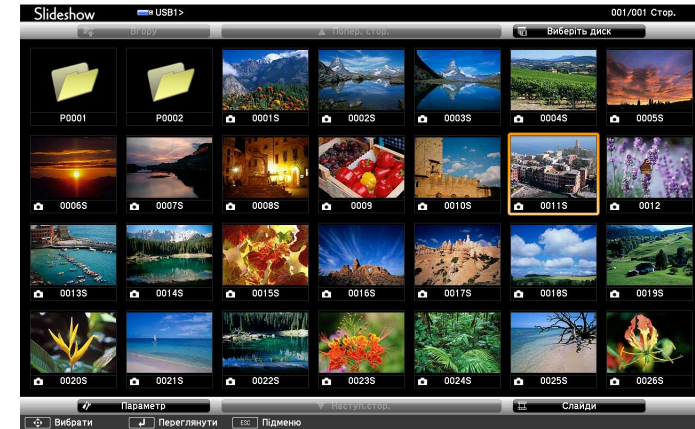 Slideshow USB1> 001/001 Стор.
Вгору Попер. стор. Виберіть диск
P0001 P0002 0001S 0002S 0003S 0004S 0005S
0006S 0007S 0008S 0009 0010S 0011S 0012
0013S 0014S 0015S 0016S 0017S 0018S 0019S
0020S 0021S 0022S 0023S 0024S 0025S 0026S
Параметр Наступ.стор. Слайди
Вибрати Переглянути ESC Підменю